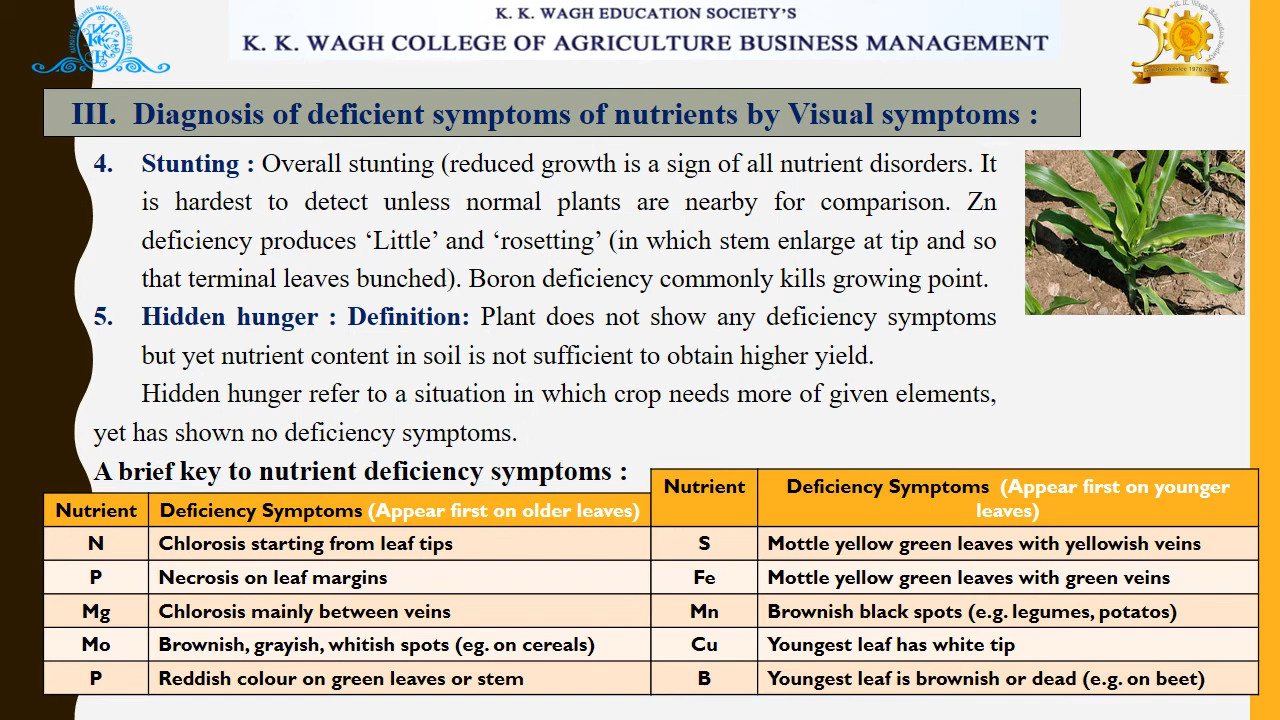 K. K. WAGH EDUCATION SOCIETY'S
K. K. WAGH COLLEGE OF AGRICULTURE BUSINESS MANAGEMENT
III. Diagnosis of deficient symptoms of nutrients by Visual symptoms :
4. Stunting : Overall stunting (reduced growth is a sign of all nutrient disorders. It
is hardest to detect unless normal plants are nearby for comparison. Zn
deficiency produces ‘Little’ and ‘rosetting’ (in which stem enlarge at tip and so
that terminal leaves bunched). Boron deficiency commonly kills growing point.
5. Hidden hunger : Definition: Plant does not show any deficiency symptoms
but yet nutrient content in soil is not sufficient to obtain higher yield.
Hidden hunger refer to a situation in which crop needs more of given elements,
yet has shown no deficiency symptoms.
A brief key to nutrient deficiency symptoms :
Nutrient Deficiency Symptoms (Appear first on older leaves)
N Chlorosis starting from leaf tips
P Necrosis on leaf margins
Mg Chlorosis mainly between veins
Mo Brownish, grayish, whitish spots (eg. on cereals)
P Reddish colour on green leaves or stem
Nutrient Deficiency Symptoms (Appear first on younger
leaves)
S Mottle yellow green leaves with yellowish veins
Fe Mottle yellow green leaves with green veins
Mn Brownish black spots (e.g. legumes, potatos)
Cu Youngest leaf has white tip
B Youngest leaf is brownish or dead (e.g. on beet)